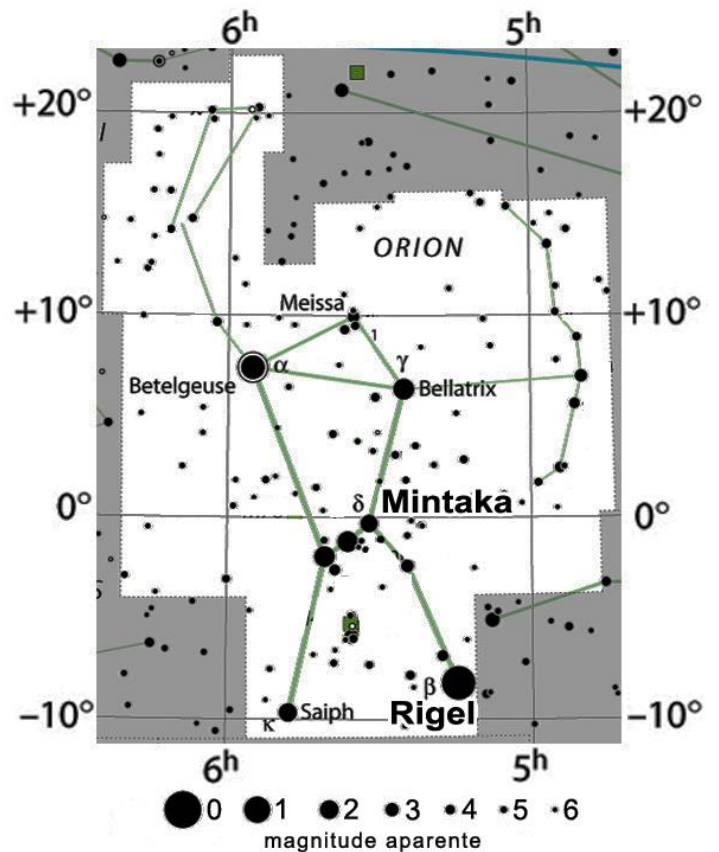 6h 5h
+20° +20°
I
ORION
+10° Meissa +10°
1
α γ
Betelgeuse Bellatrix
δ Mintaka
0° 0°
β
Rigel
κ Saiph
−10° −10°
6h 5h
0 1 2 3 4 5 6
magnitude aparente